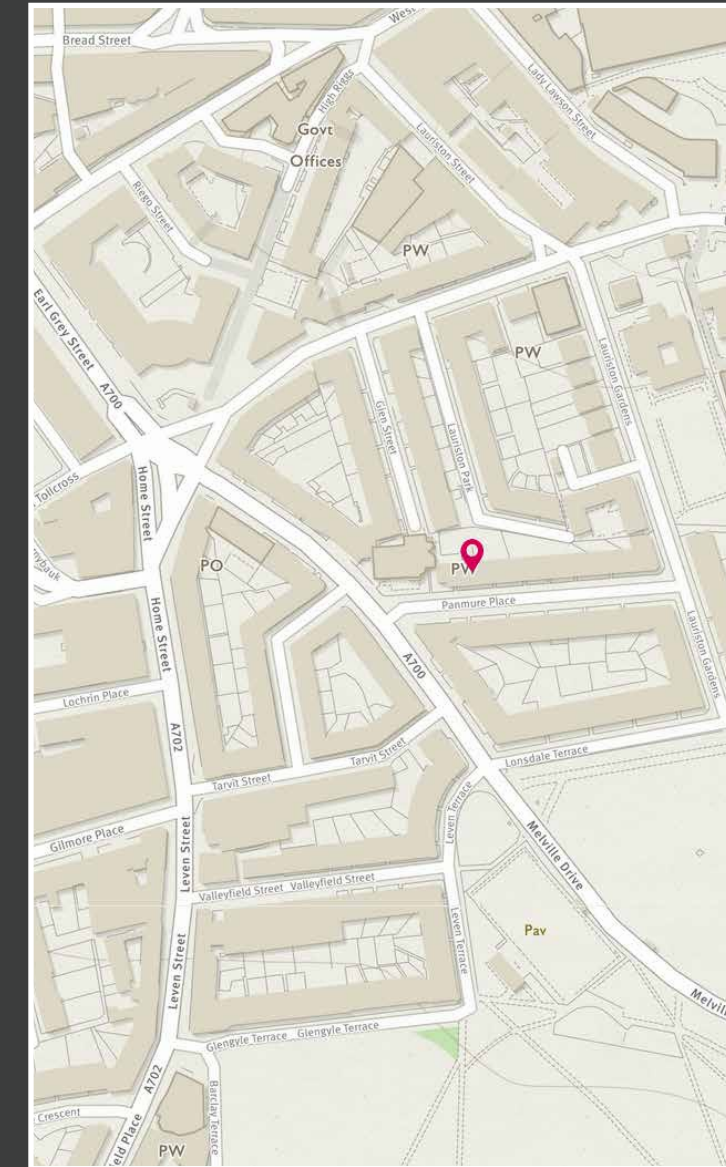 Bread Street
West
High Riggs
Govt
Offices
Lady Lawson Street
Lauriston Street
Riego Street
PW
Earl Grey Street
A700
PW
Lauriston Gardens
Glen Street
Lauriston Park
Tollcross
Home Street
PO
PW
Panmure Place
Home Street
Lauriston Gardens
A700
Lochrin Place
A702
Tarvit Street
Tarvit Street
Lonsdale Terrace
Gilmore Place
Leven Street
Leven Terrace
Melville Drive
Valleyfield Street
Valleyfield Street
Leven Terrace
Pav
Leven Street
Glengyle Terrace
Glengyle Terrace
A702
Barclay Terrace
Crescent
PW